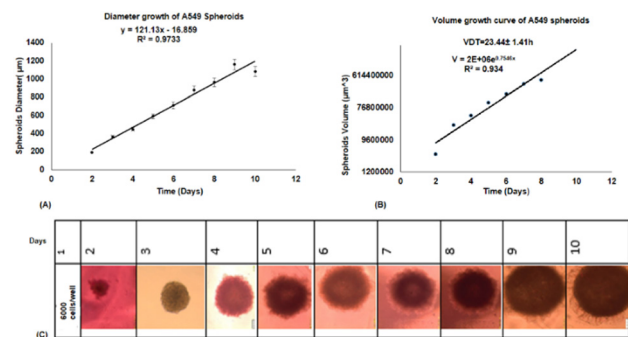 Diameter growth of A549 Spheroids
y = 121.13x - 16.859
R² = 0.9733
Spheroids Diameter( µm)
1400
1200
1000
800
600
400
200
0
0 2 4 6 8 10 12
Time (Days)
(A)
Volume growth curve of A549 spheroids
VDT=23.44± 1.41h
V = 2E+06e^0.7546x
R² = 0.934
Spheroids Volume (µm^3)
614400000
76800000
9600000
1200000
0 2 4 6 8 10 12
Time (Days)
(B)
Days 1 2 3 4 5 6 7 8 9 10
6000
cells/well
(C)